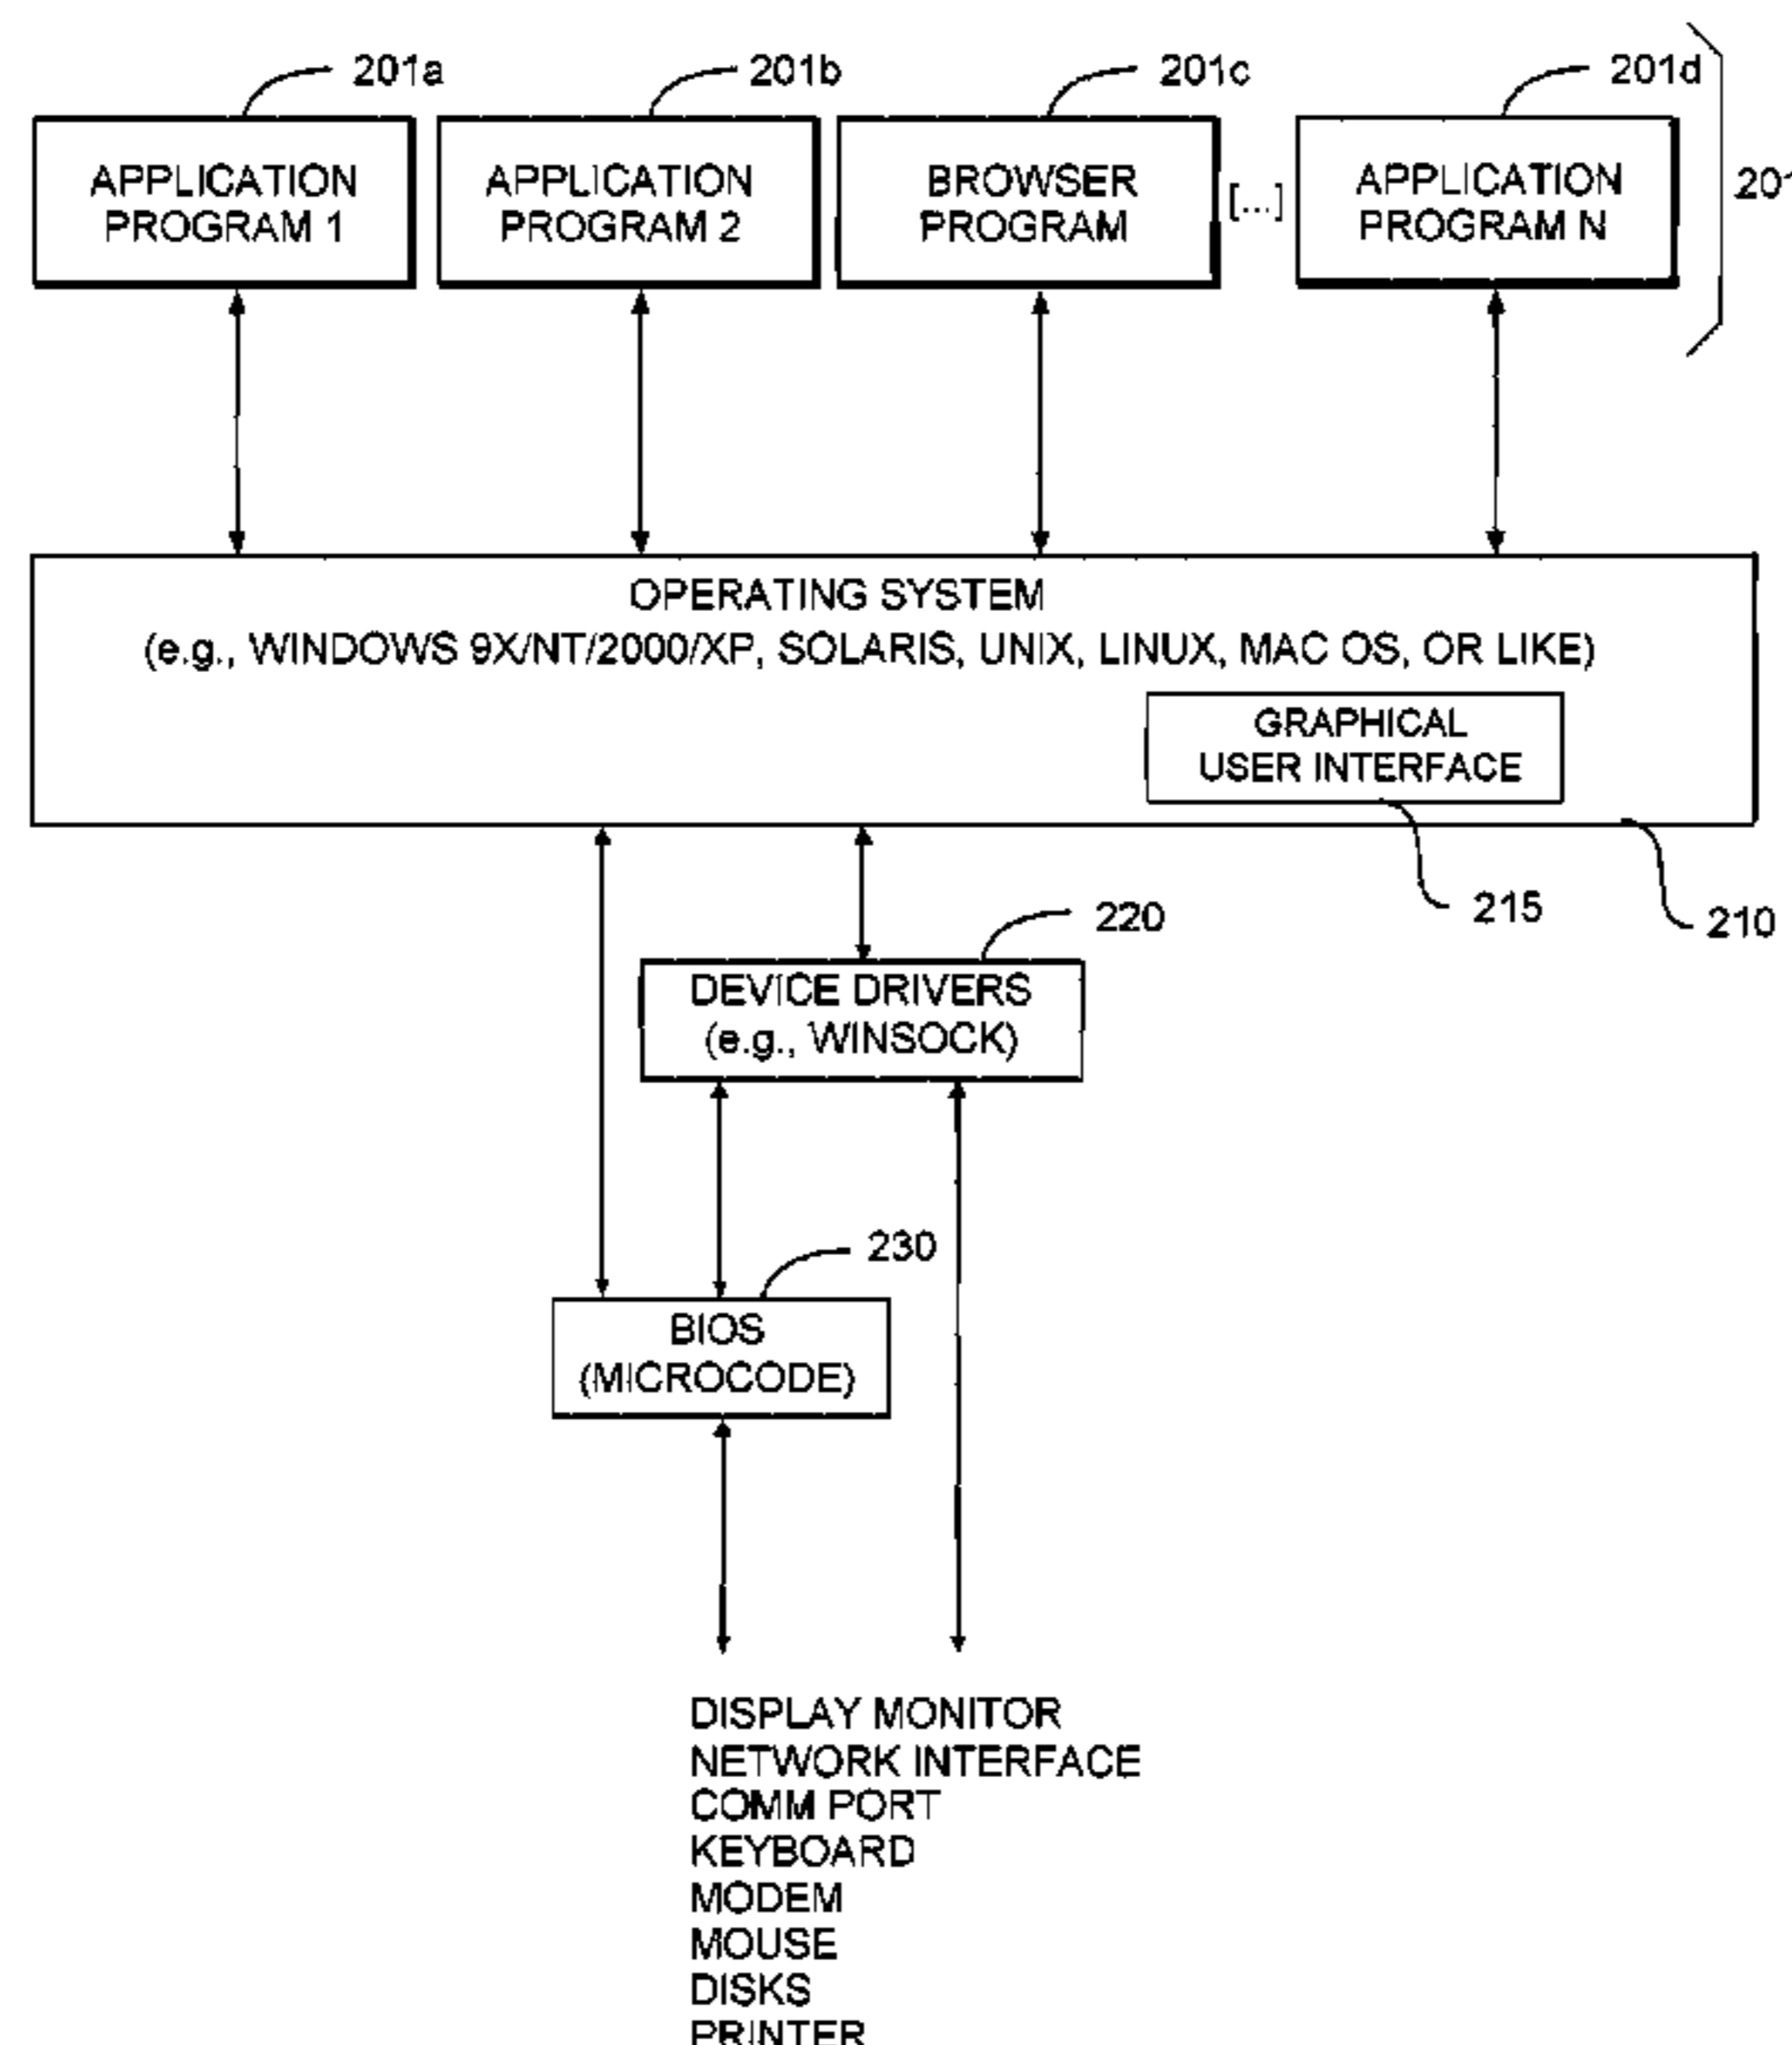 201a
201b
201c
201d
APPLICATION
PROGRAM 1
APPLICATION
PROGRAM 2
BROWSER
PROGRAM
[...]
APPLICATION
PROGRAM N
201
OPERATING SYSTEM
(e.g., WINDOWS 9X/NT/2000/XP, SOLARIS, UNIX, LINUX, MAC OS, OR LIKE)
GRAPHICAL
USER INTERFACE
215
210
220
DEVICE DRIVERS
(e.g., WINSOCK)
230
BIOS
(MICROCODE)
DISPLAY MONITOR
NETWORK INTERFACE
COMM PORT
KEYBOARD
MODEM
MOUSE
DISKS
PRINTER